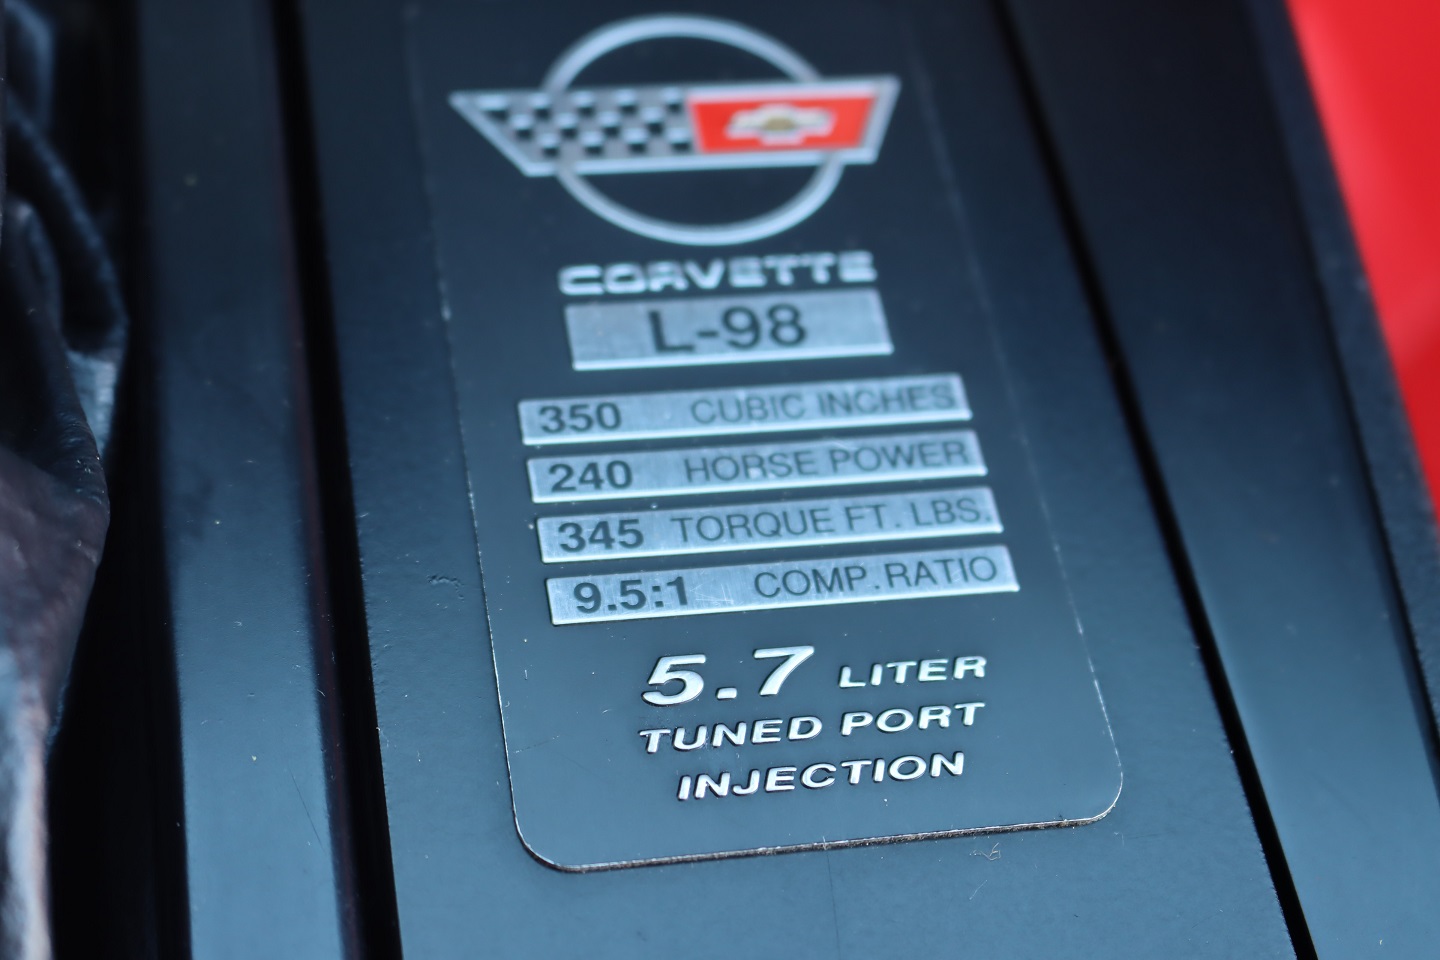 CORVETTE
L-98
350 CUBIC INCHES
240 HORSE POWER
345 TORQUE FT. LBS.
9.5:1 COMP. RATIO
5.7 LITER
TUNED PORT
INJECTION